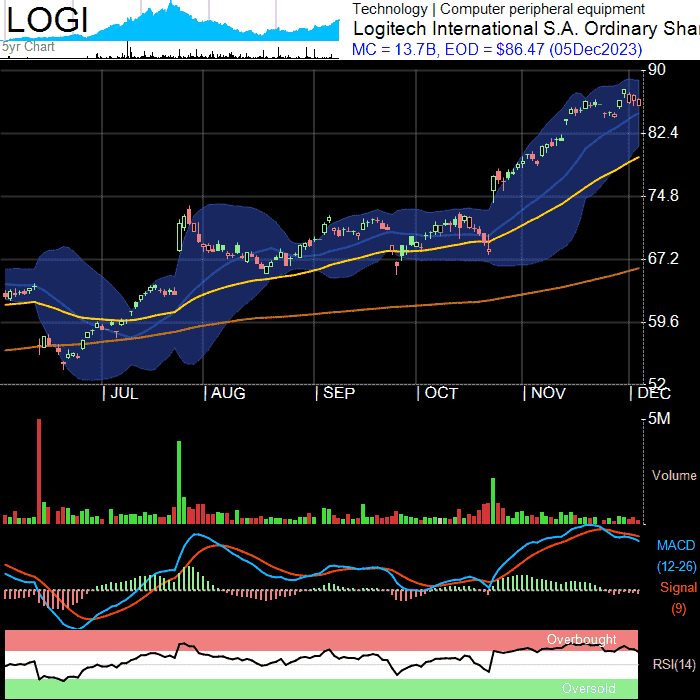 LOGI
5yr Chart
Technology | Computer peripheral equipment
Logitech International S.A. Ordinary Shar
MC = 13.7B, EOD = $86.47 (05Dec2023)
90
82.4
74.8
67.2
59.6
52
| JUL | AUG | SEP | OCT | NOV | DEC
5M
Volume
MACD
(12-26)
Signal
(9)
Overbought
RSI(14)
Oversold